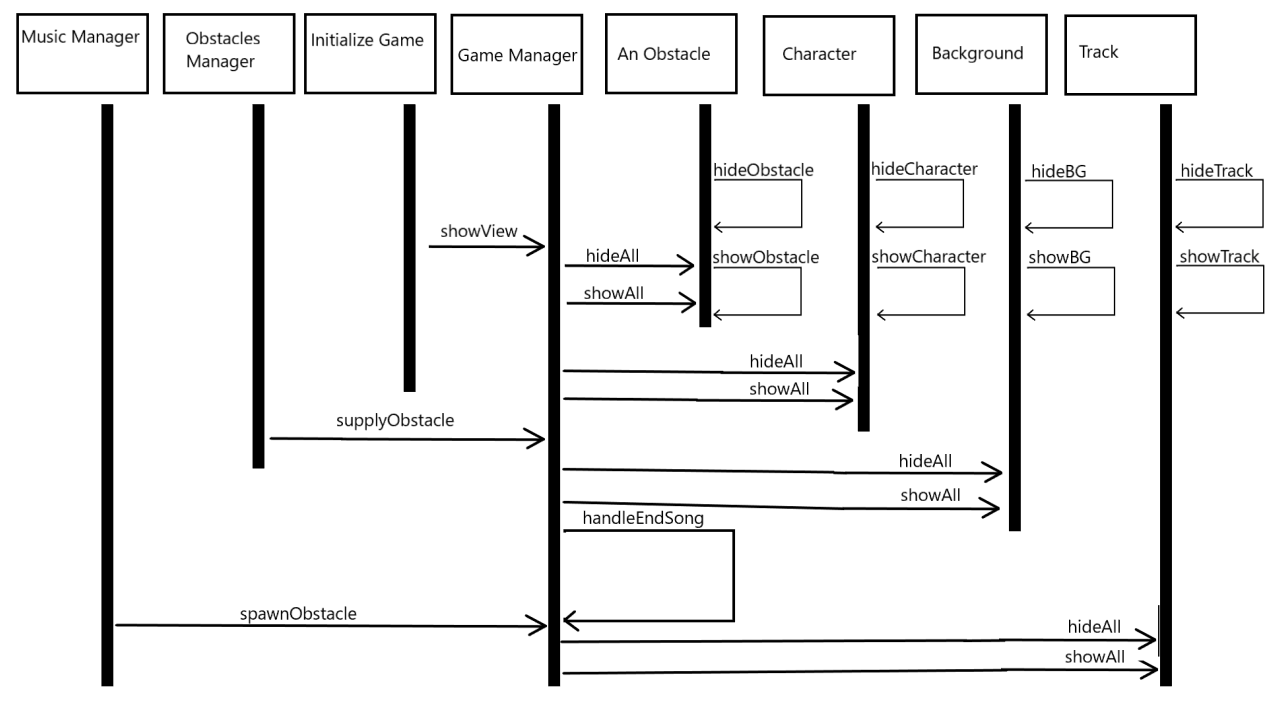 Music Manager
Obstacles
Manager
Initialize Game
Game Manager
An Obstacle
Character
Background
Track
hideObstacle
hideCharacter
hideBG
hideTrack
showView
hideAll
showObstacle
showCharacter
showBG
showTrack
showAll
hideAll
showAll
supplyObstacle
hideAll
showAll
handleEndSong
spawnObstacle
hideAll
showAll